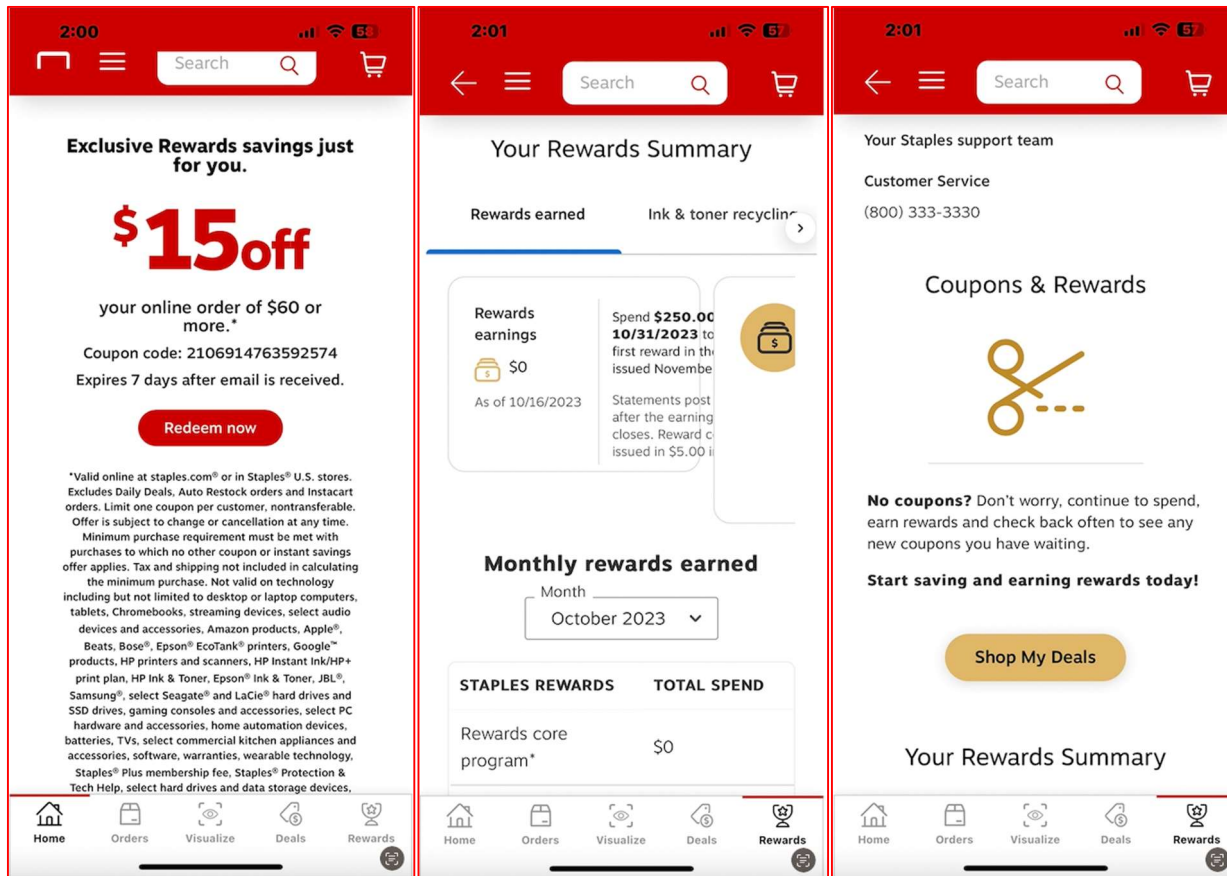 2:00
Search
Exclusive Rewards savings just
for you.
$15off
your online order of $60 or
more.*
Coupon code: 2106914763592574
Expires 7 days after email is received.
Redeem now
*Valid online at staples.com® or in Staples® U.S. stores.
Excludes Daily Deals, Auto Restock orders and Instacart
orders. Limit one coupon per customer, nontransferable.
Offer is subject to change or cancellation at any time.
Minimum purchase requirement must be met with
purchases to which no other coupon or instant savings
offer applies. Tax and shipping not included in calculating
the minimum purchase. Not valid on technology
including but not limited to desktop or laptop computers,
tablets, Chromebooks, streaming devices, select audio
devices and accessories, Amazon products, Apple®,
Beats, Bose®, Epson® EcoTank® printers, Google™
products, HP printers and scanners, HP Instant Ink/HP+
print plan, HP Ink & Toner, Epson® Ink & Toner, JBL®,
Samsung®, select Seagate® and LaCie® hard drives and
SSD drives, gaming consoles and accessories, select PC
hardware and accessories, home automation devices,
batteries, TVs, select commercial kitchen appliances and
accessories, software, warranties, wearable technology,
Staples® Plus membership fee, Staples® Protection &
Tech Help, select hard drives and data storage devices,
Home Orders Visualize Deals Rewards
2:01
57
Search
Your Rewards Summary
Rewards earned
Ink & toner recycling
Rewards
earnings
$0
As of 10/16/2023
Spend $250.00
10/31/2023 to
first reward in the
issued Novembe
Statements post
after the earning
closes. Reward c
issued in $5.00 i
Monthly rewards earned
Month
October 2023
STAPLES REWARDS TOTAL SPEND
Rewards core
program*
$0
Home Orders Visualize Deals Rewards
2:01
57
Search
Your Staples support team
Customer Service
(800) 333-3330
Coupons & Rewards
No coupons? Don't worry, continue to spend,
earn rewards and check back often to see any
new coupons you have waiting.
Start saving and earning rewards today!
Shop My Deals
Your Rewards Summary
Home Orders Visualize Deals Rewards